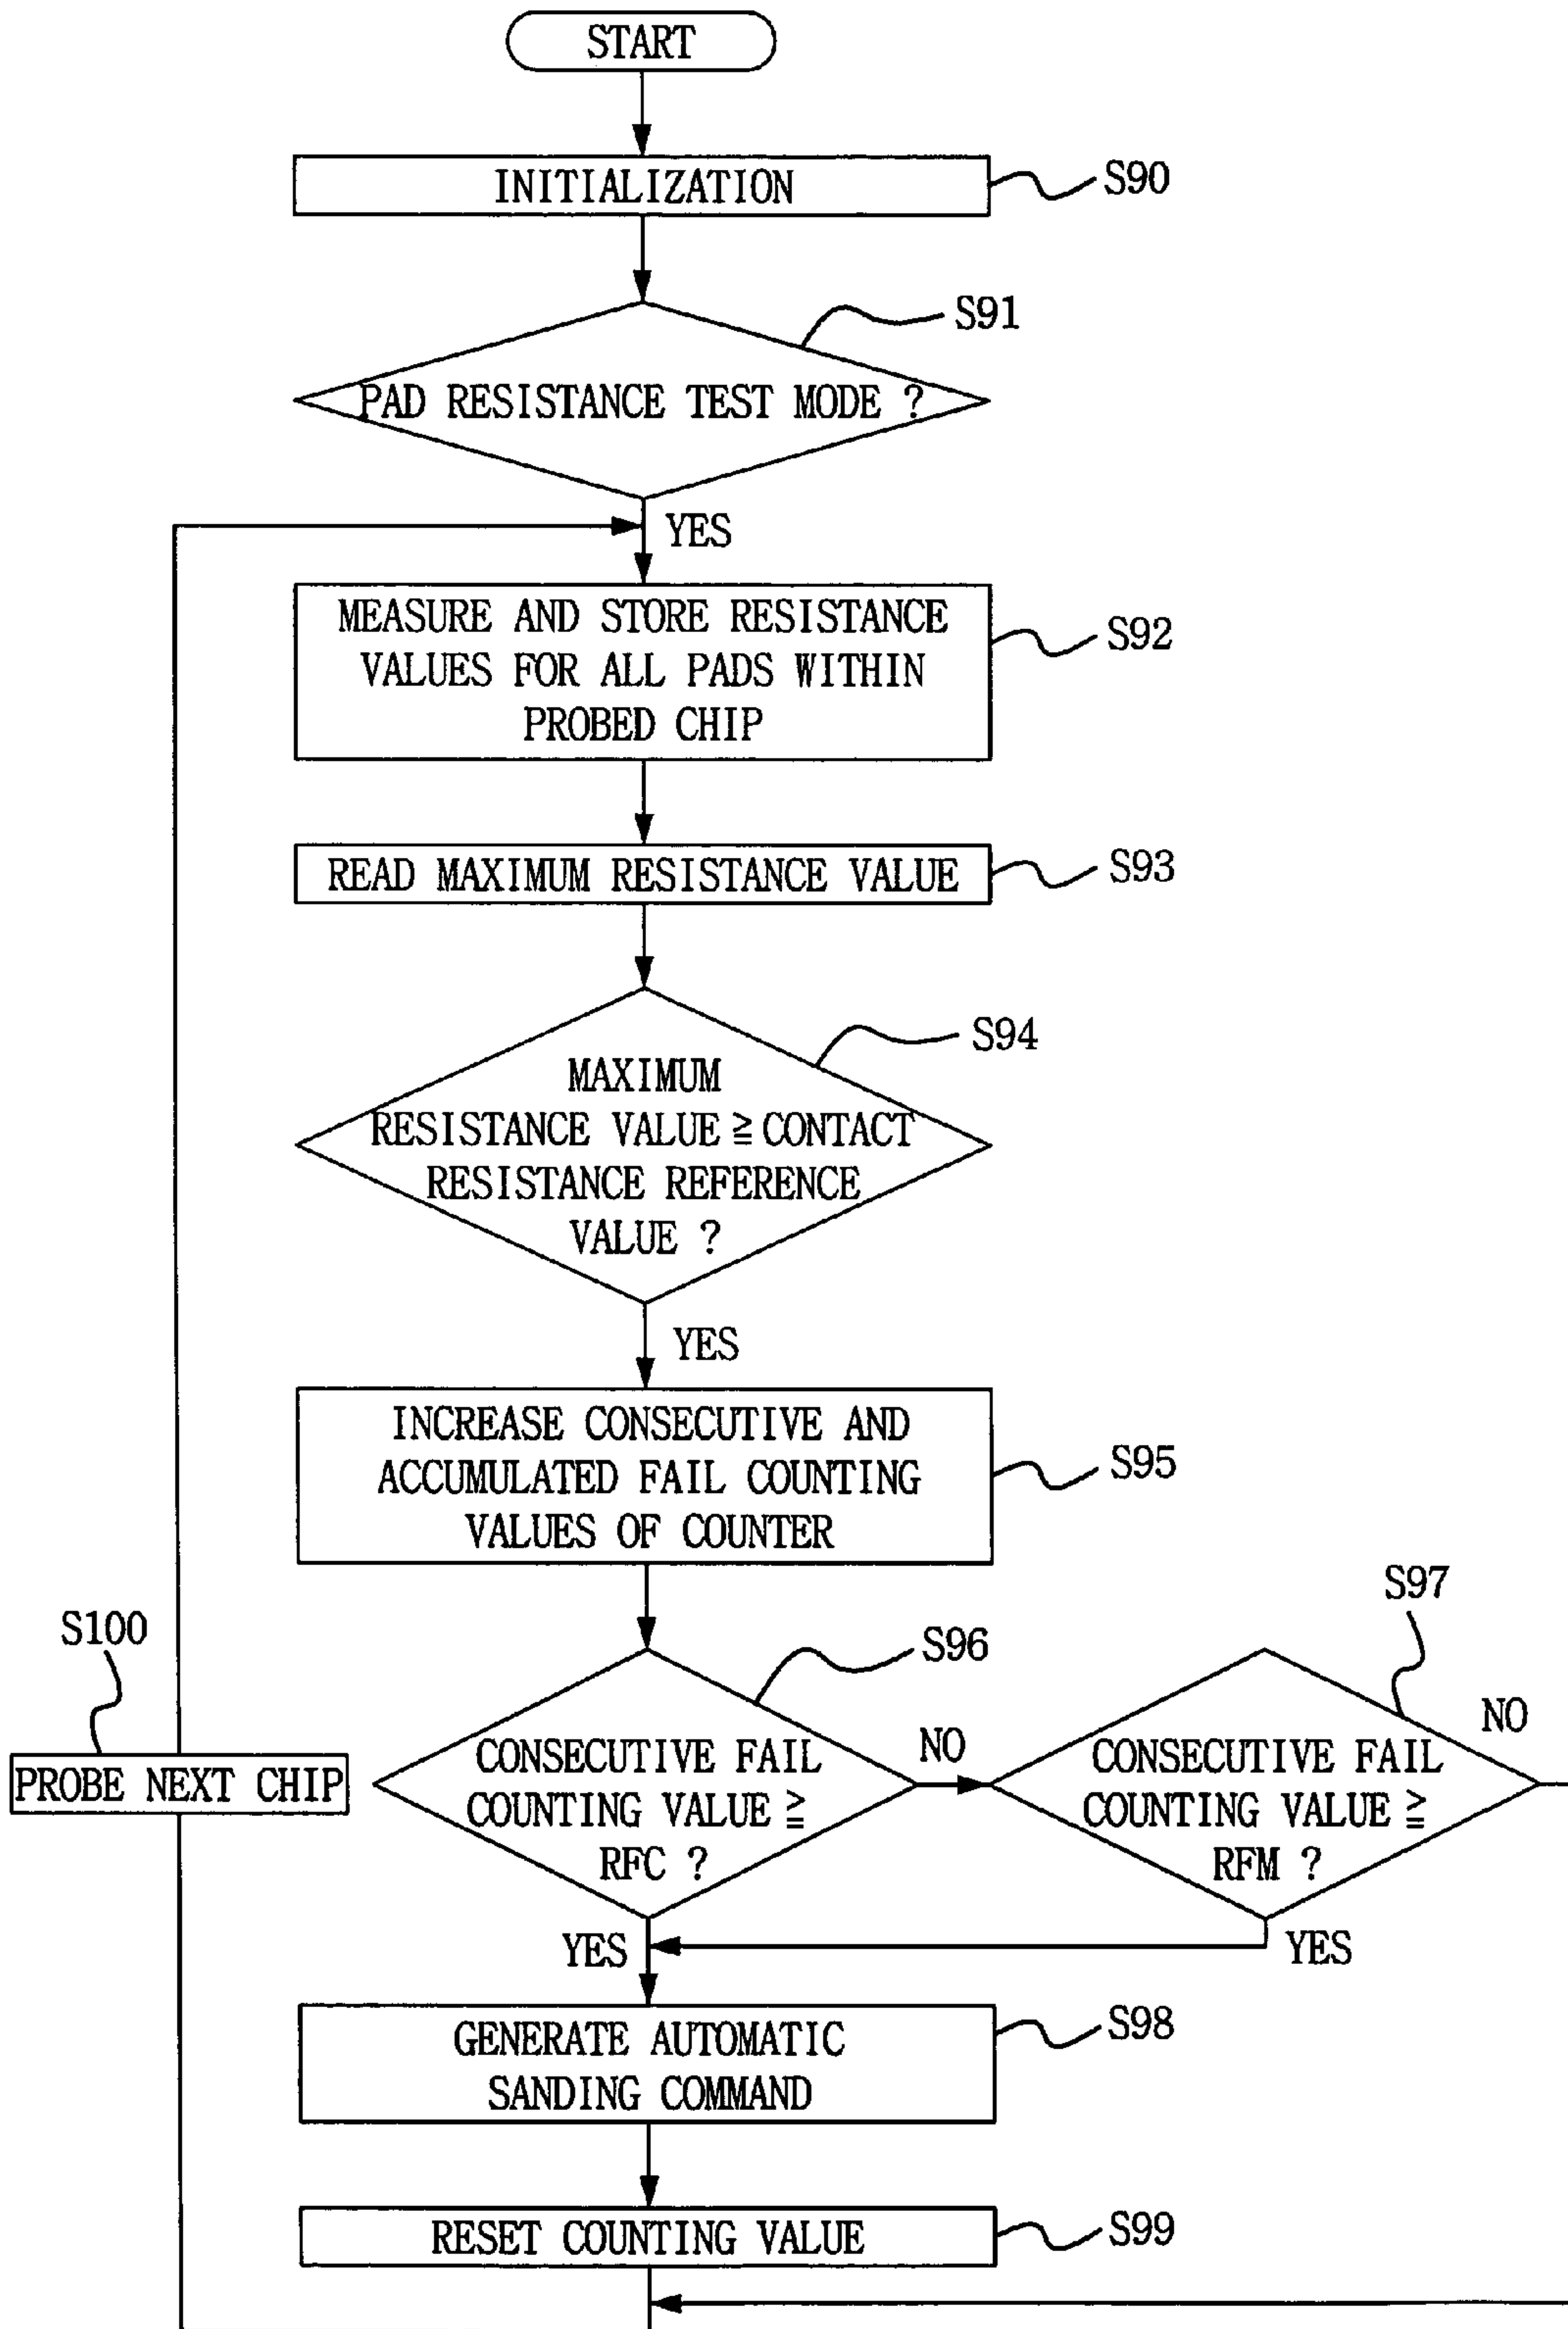 START
INITIALIZATION
S90
S91
PAD RESISTANCE TEST MODE ?
YES
MEASURE AND STORE RESISTANCE
VALUES FOR ALL PADS WITHIN
PROBED CHIP
S92
READ MAXIMUM RESISTANCE VALUE
S93
S94
MAXIMUM
RESISTANCE VALUE ≧ CONTACT
RESISTANCE REFERENCE
VALUE ?
YES
INCREASE CONSECUTIVE AND
ACCUMULATED FAIL COUNTING
VALUES OF COUNTER
S95
S100
PROBE NEXT CHIP
S96
CONSECUTIVE FAIL
COUNTING VALUE ≧
RFC ?
NO
S97
CONSECUTIVE FAIL
COUNTING VALUE ≧
RFM ?
NO
YES
YES
GENERATE AUTOMATIC
SANDING COMMAND
S98
RESET COUNTING VALUE
S99